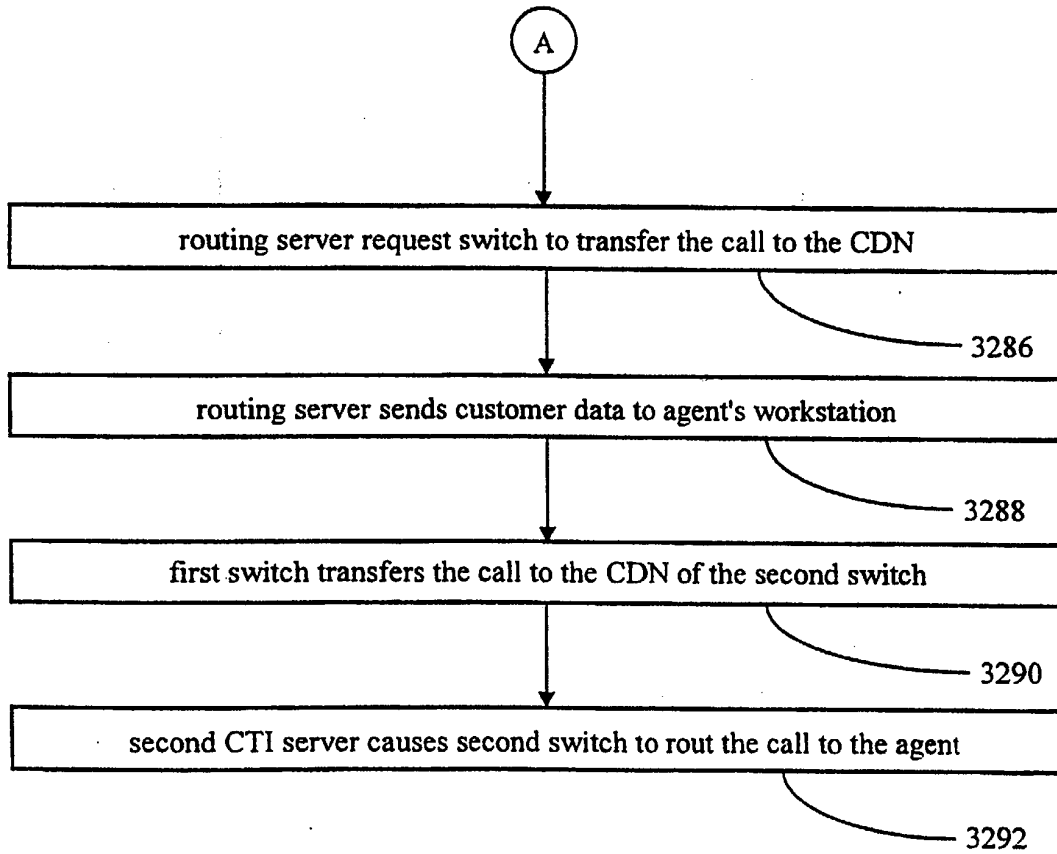 A
routing server request switch to transfer the call to the CDN
3286
routing server sends customer data to agent's workstation
3288
first switch transfers the call to the CDN of the second switch
3290
second CTI server causes second switch to rout the call to the agent
3292